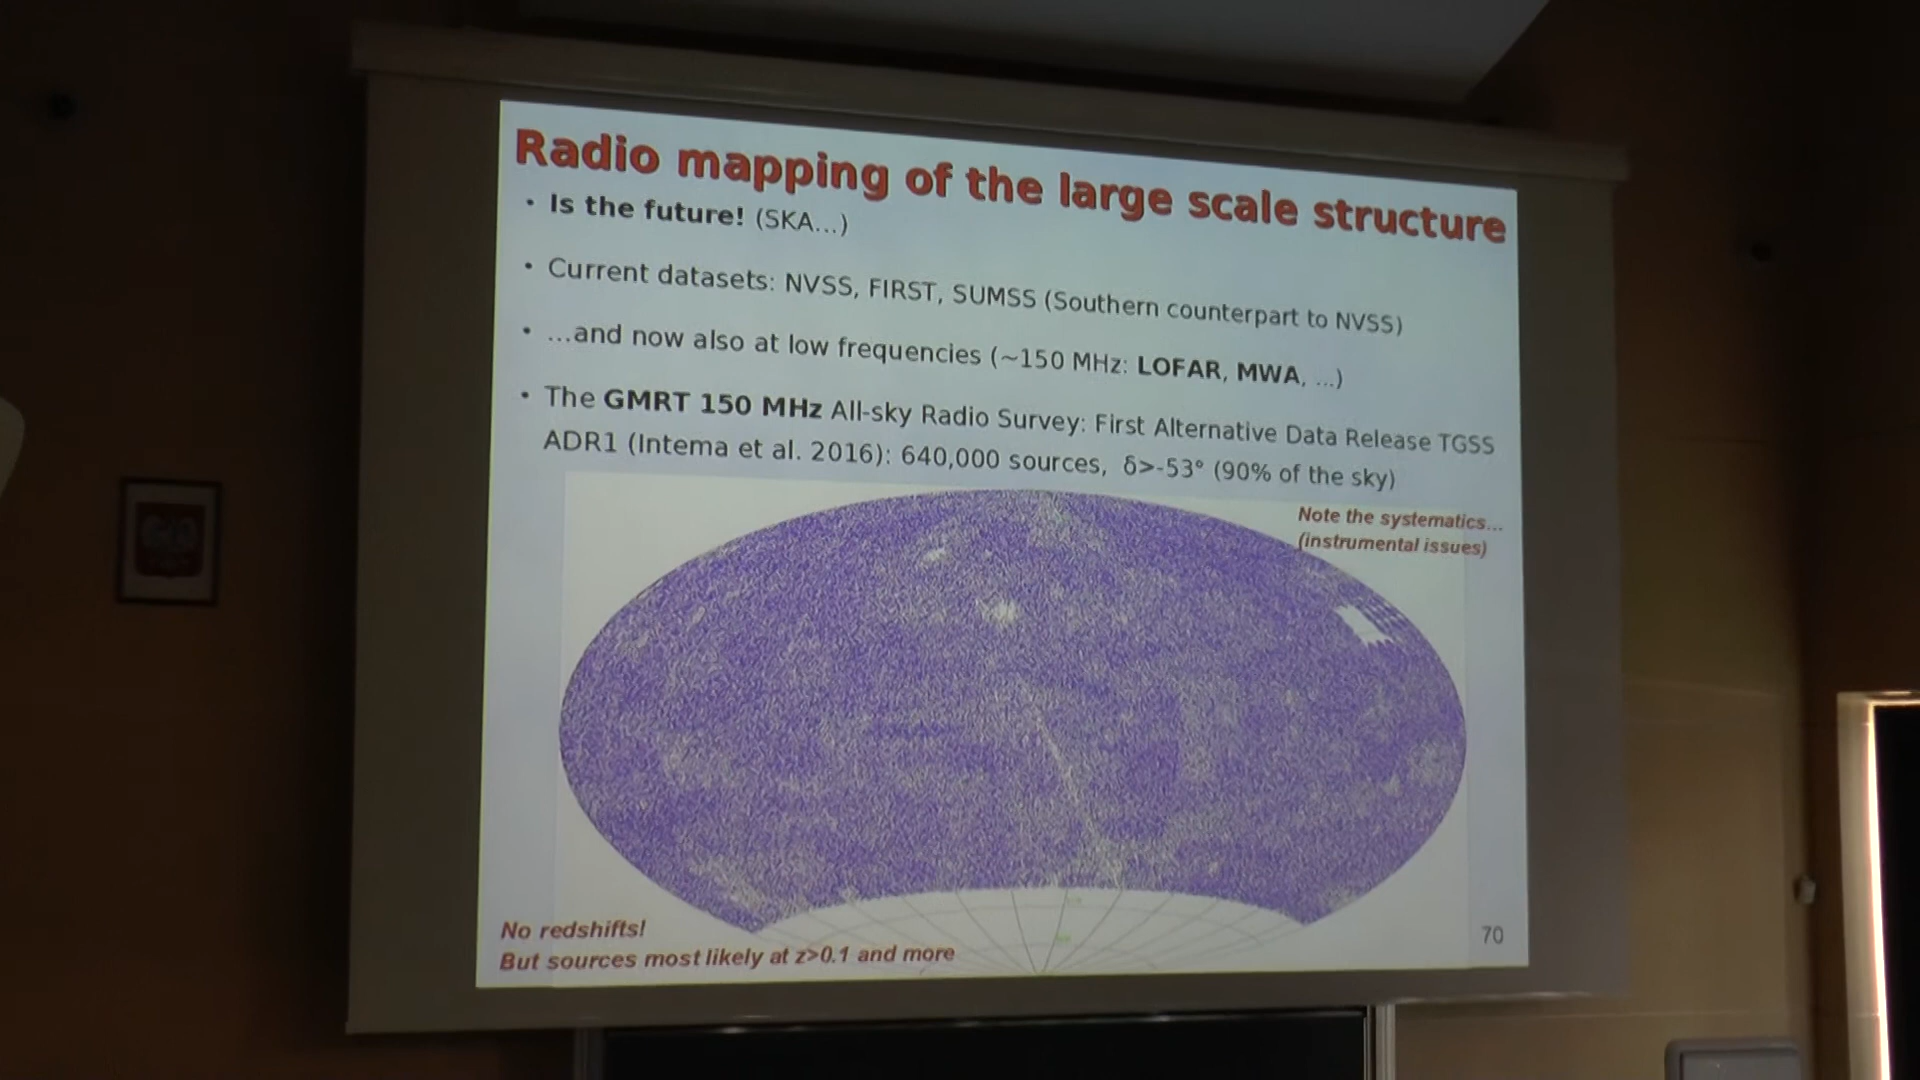 Radio mapping of the large scale structure
• Is the future! (SKA...)
• Current datasets: NVSS, FIRST, SUMSS (Southern counterpart to NVSS)
• ...and now also at low frequencies (~150 MHz: LOFAR, MWA, ...)
• The GMRT 150 MHz All-sky Radio Survey: First Alternative Data Release TGSS
ADR1 (Intema et al. 2016): 640,000 sources, δ>-53° (90% of the sky)
Note the systematics...
(instrumental issues)
No redshifts!
But sources most likely at z>0.1 and more
70